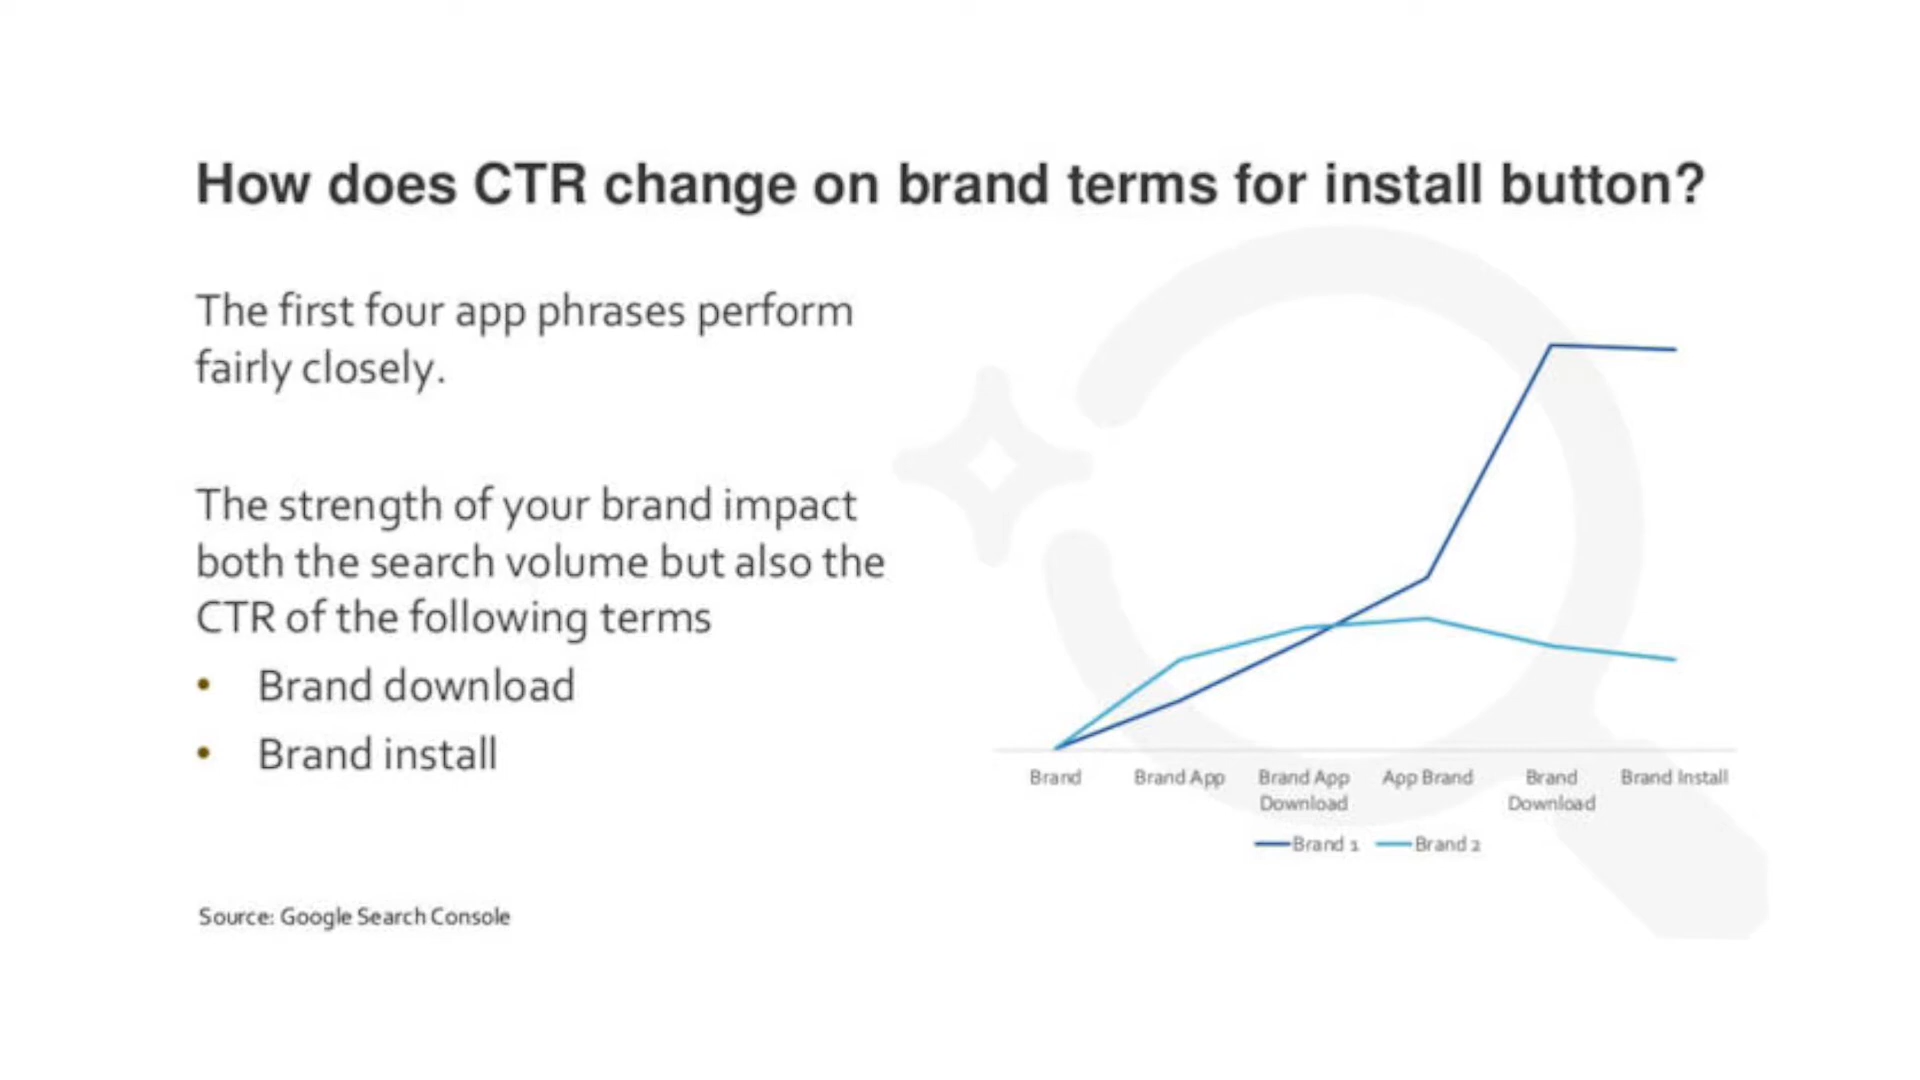 How does CTR change on brand terms for install button?
The first four app phrases perform
fairly closely.
The strength of your brand impact
both the search volume but also the
CTR of the following terms
• Brand download
• Brand install
Source: Google Search Console
Brand
Brand App
Brand App
Download
App Brand
Brand
Download
Brand Install
Brand 1
Brand 2